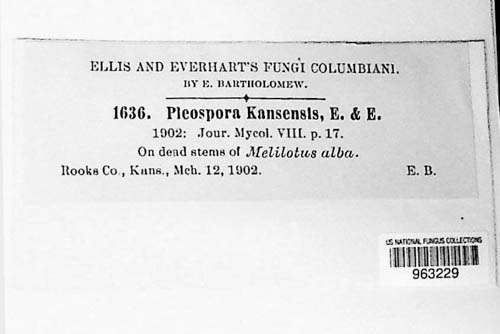 ELLIS AND EVERHART'S FUNGI COLUMBIANI.
BY E. BARTHOLOMEW.
1636. Pleospora Kansensis, E. & E.
1902: Jour. Mycol. VIII. p. 17.
On dead stems of Melilotus alba.
Rooks Co., Kans., Mch. 12, 1902. E. B.
US NATIONAL FUNGUS COLLECTIONS
963229